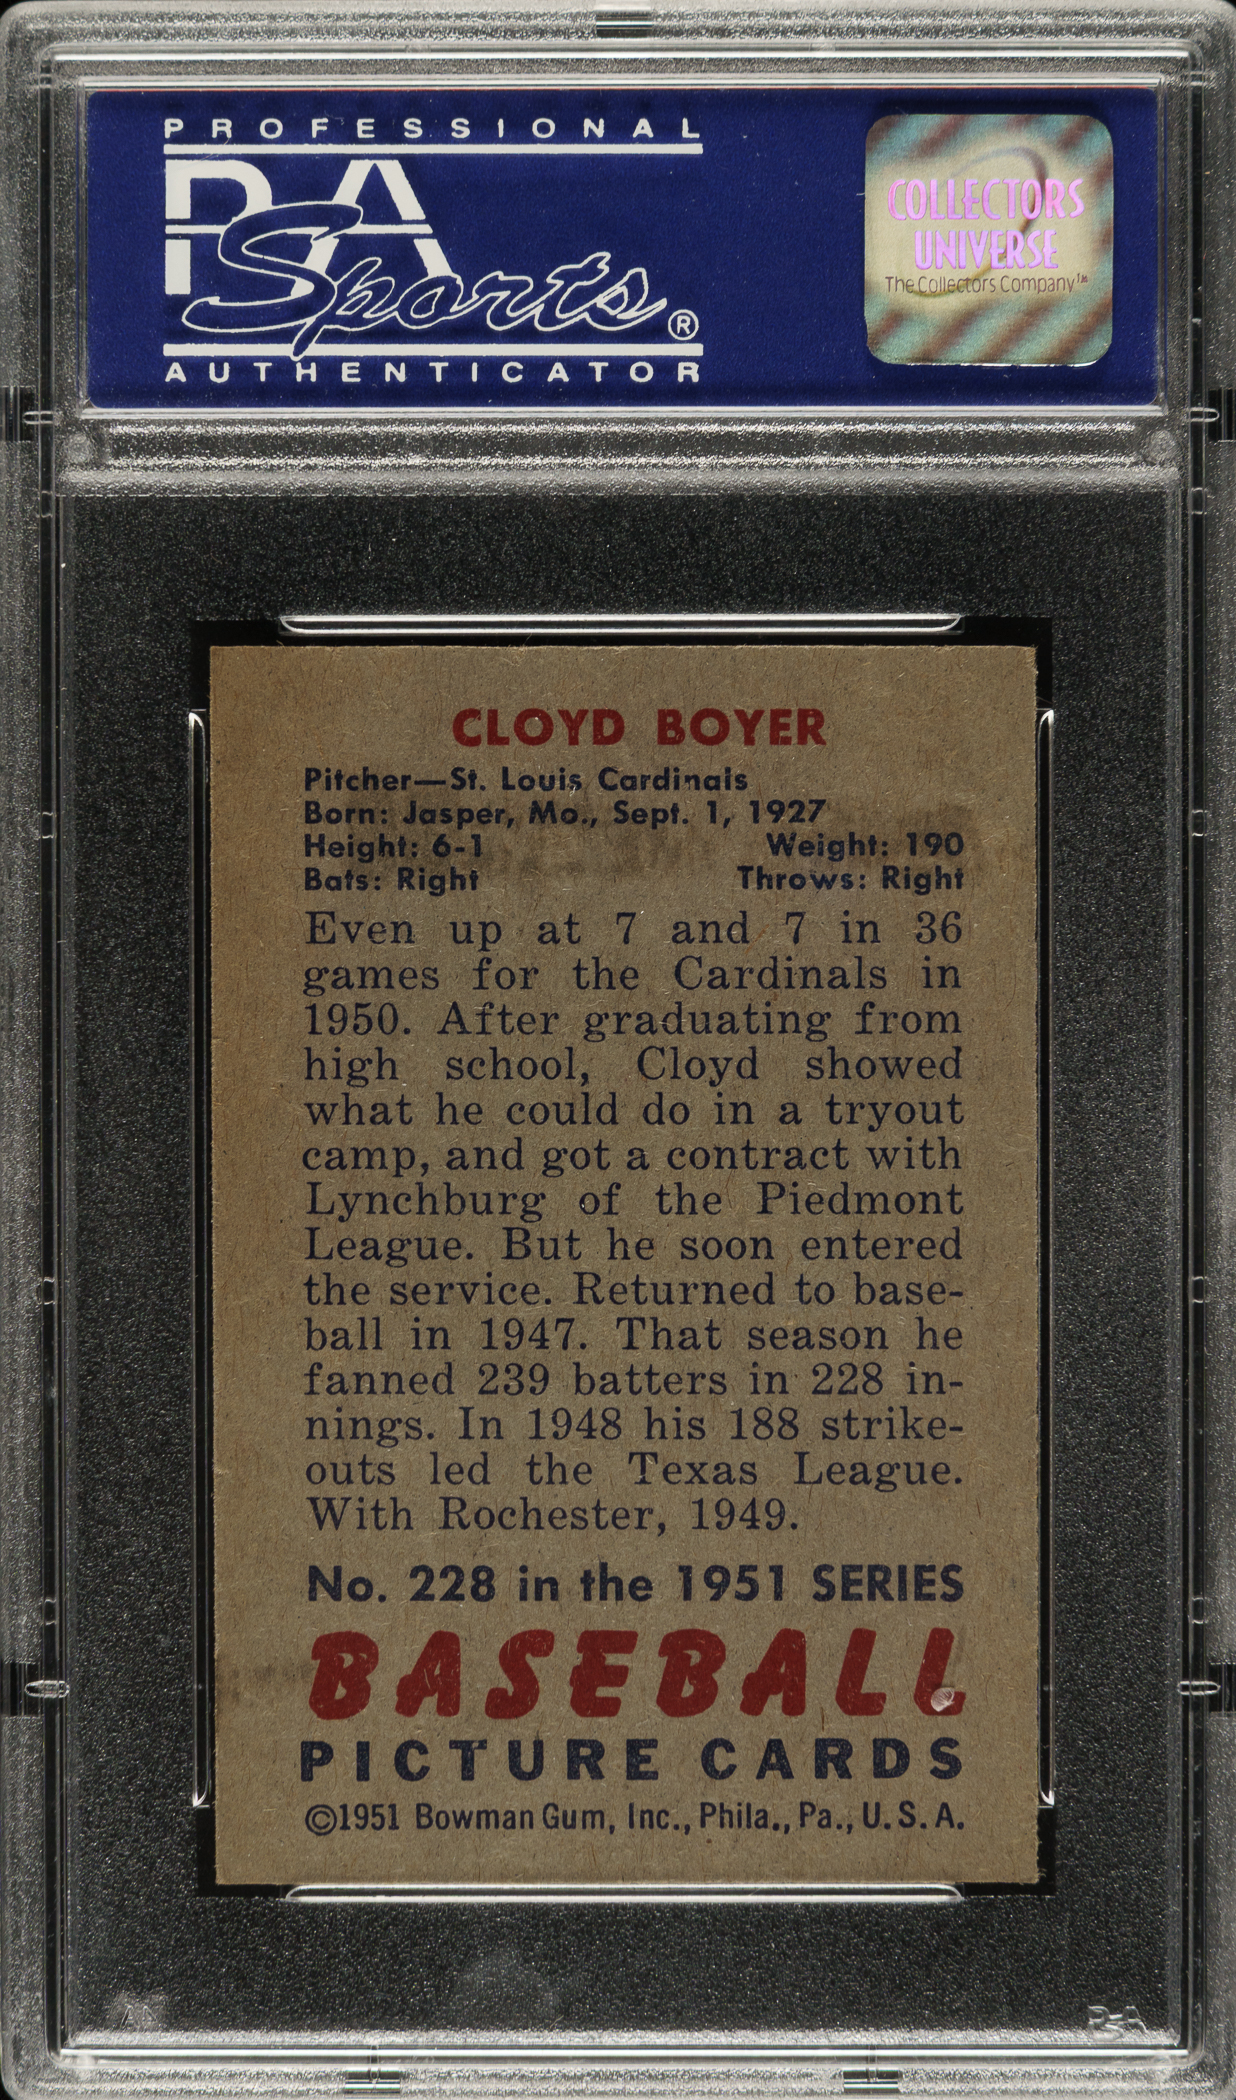 PROFESSIONAL
PSA
Sports®
AUTHENTICATOR
COLLECTORS
UNIVERSE
The Collectors Company™
CLOYD BOYER
Pitcher—St. Louis Cardinals
Born: Jasper, Mo., Sept. 1, 1927
Height: 6-1 Weight: 190
Bats: Right Throws: Right
Even up at 7 and 7 in 36
games for the Cardinals in
1950. After graduating from
high school, Cloyd showed
what he could do in a tryout
camp, and got a contract with
Lynchburg of the Piedmont
League. But he soon entered
the service. Returned to base-
ball in 1947. That season he
fanned 239 batters in 228 in-
nings. In 1948 his 188 strike-
outs led the Texas League.
With Rochester, 1949.
No. 228 in the 1951 SERIES
BASEBALL
PICTURE CARDS
©1951 Bowman Gum, Inc., Phila., Pa., U.S.A.
PSA